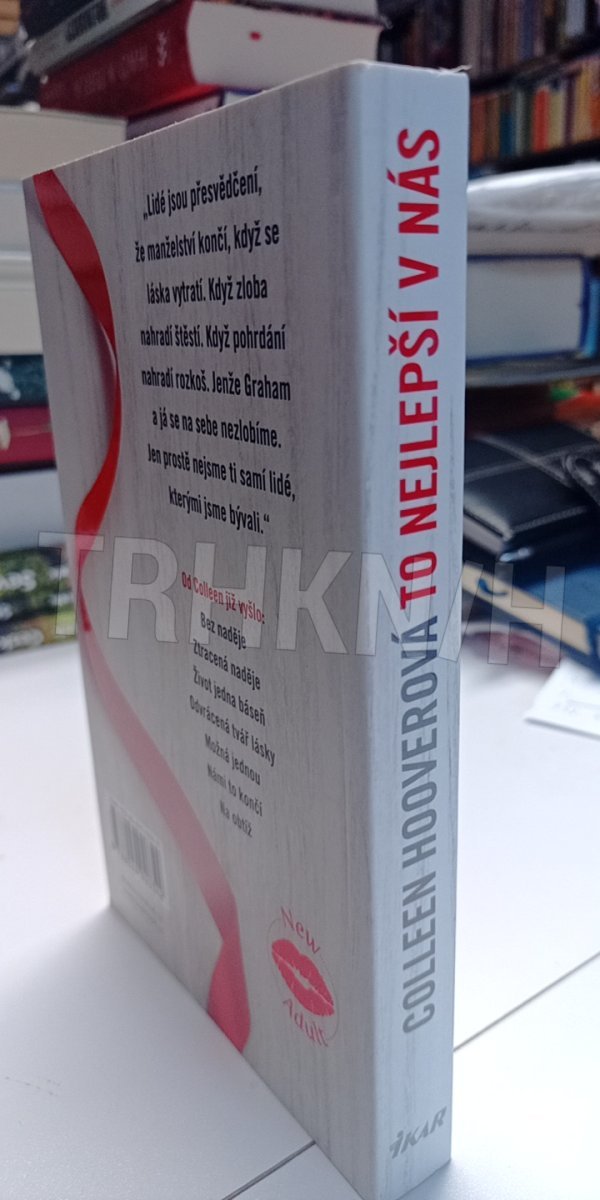 „Lidé jsou přesvědčení,
že manželství končí, když se
láska vytratí. Když zloba
nahradí štěstí. Když pohrdání
nahradí rozkoš. Jenže Graham
a já se na sebe nezlobíme.
Jen prostě nejsme ti samí lidé,
kterými jsme bývali.“
Od Colleen již vyšlo:
Bez naděje
Ztracená naděje
Život jedna báseň
Odvrácená tvář lásky
Možná jednou
Námi to končí
Na obtíž
New
Adult
COLLEEN HOOVEROVÁ TO NEJLEPŠÍ V NÁS
IKAR
TRHKNIH